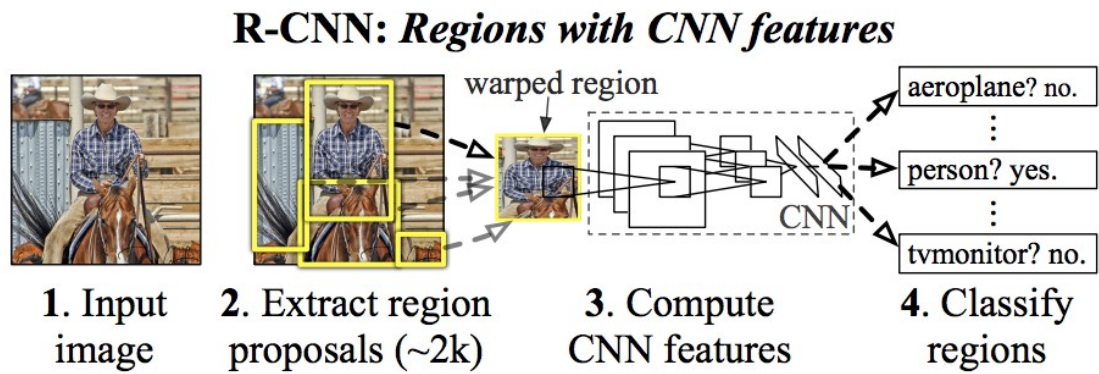 R-CNN: Regions with CNN features
warped region
aeroplane? no.
person? yes.
tvmonitor? no.
CNN
1. Input
image
2. Extract region
proposals (~2k)
3. Compute
CNN features
4. Classify
regions